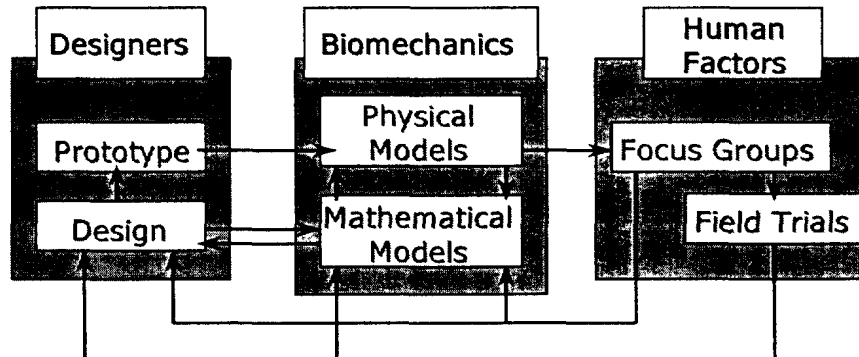 Designers
Biomechanics
Human
Factors
Prototype
Physical
Models
Focus Groups
Design
Mathematical
Models
Field Trials